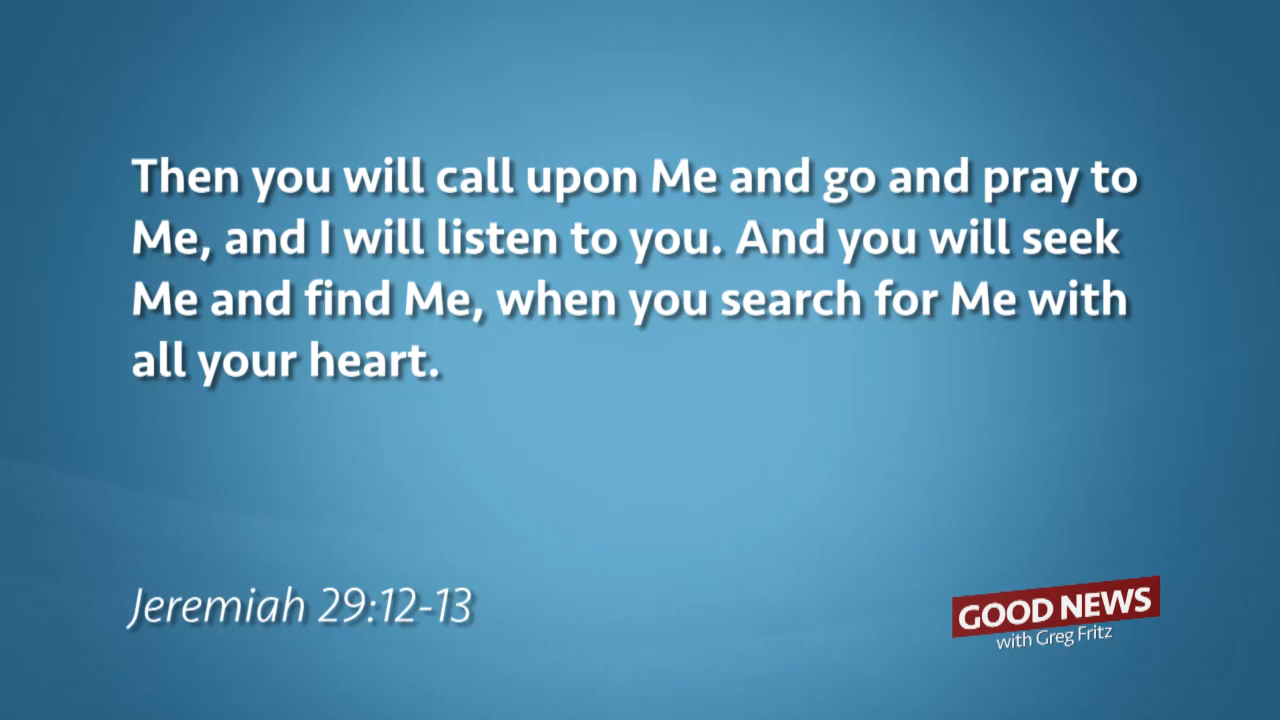 Then you will call upon Me and go and pray to
Me, and I will listen to you. And you will seek
Me and find Me, when you search for Me with
all your heart.
Jeremiah 29:12-13
GOOD NEWS
with Greg Fritz